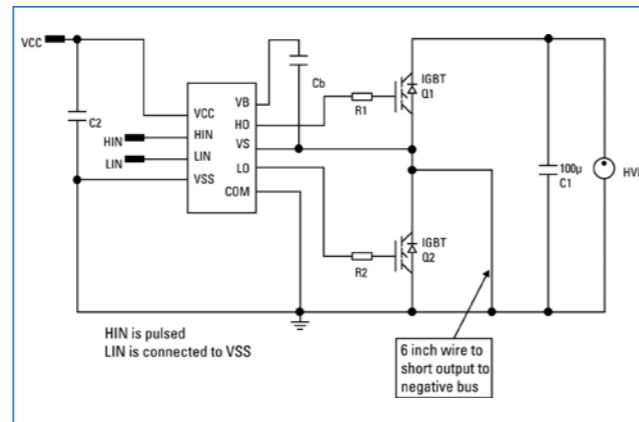 VCC
C2
HIN
LIN
VCC
HIN
LIN
VSS
VB
HO
VS
LO
COM
Cb
R1
IGBT
Q1
R2
IGBT
Q2
100µ
C1
HIN is pulsed
LIN is connected to VSS
6 inch wire to
short output to
negative bus